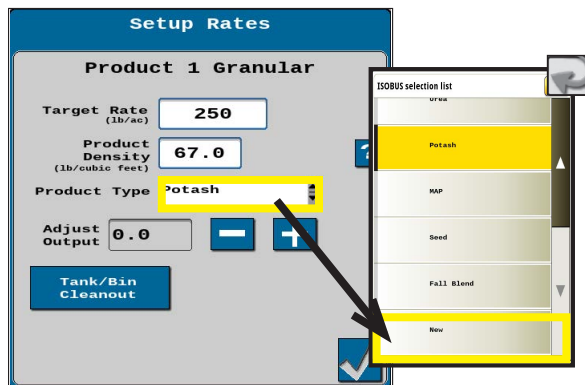 Setup Rates
Product 1 Granular
Target Rate
(lb/ac)
250
Product
Density
(lb/cubic feet)
67.0
?
Product Type
Potash
Adjust
Output
0.0
Tank/Bin
Cleanout
ISOBUS selection list
Urea
Potash
MAP
Seed
Fall Blend
New